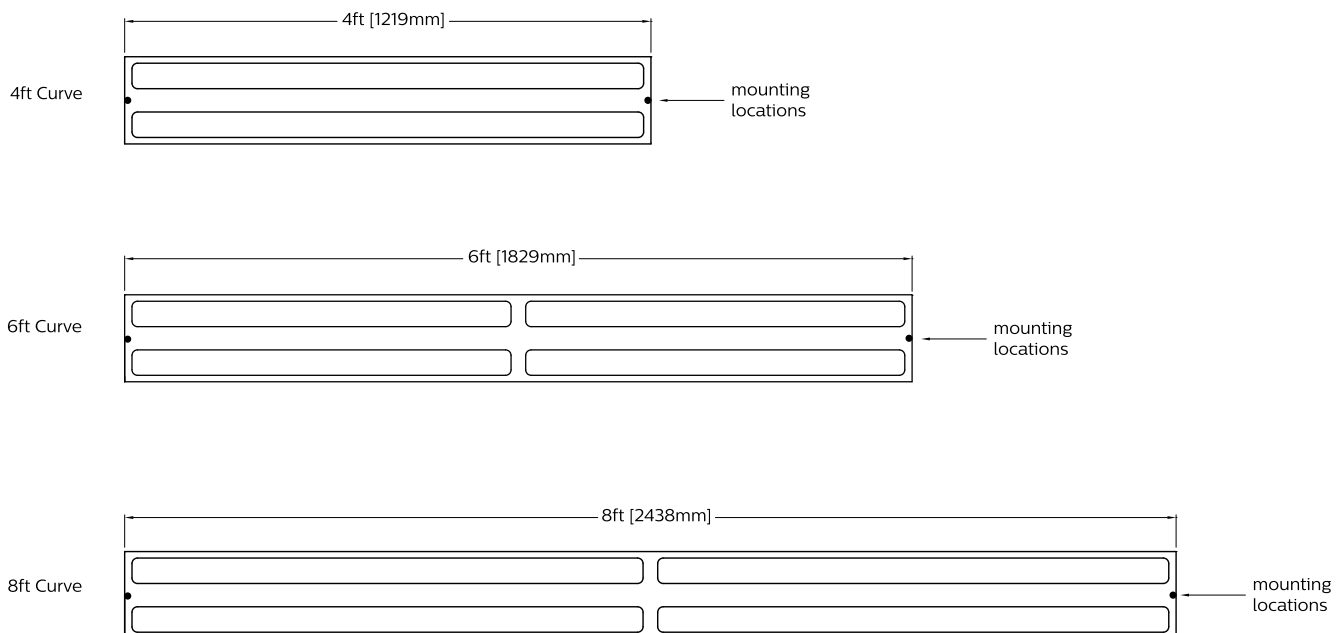 4ft [1219mm]
4ft Curve
mounting
locations
6ft [1829mm]
6ft Curve
mounting
locations
8ft [2438mm]
8ft Curve
mounting
locations